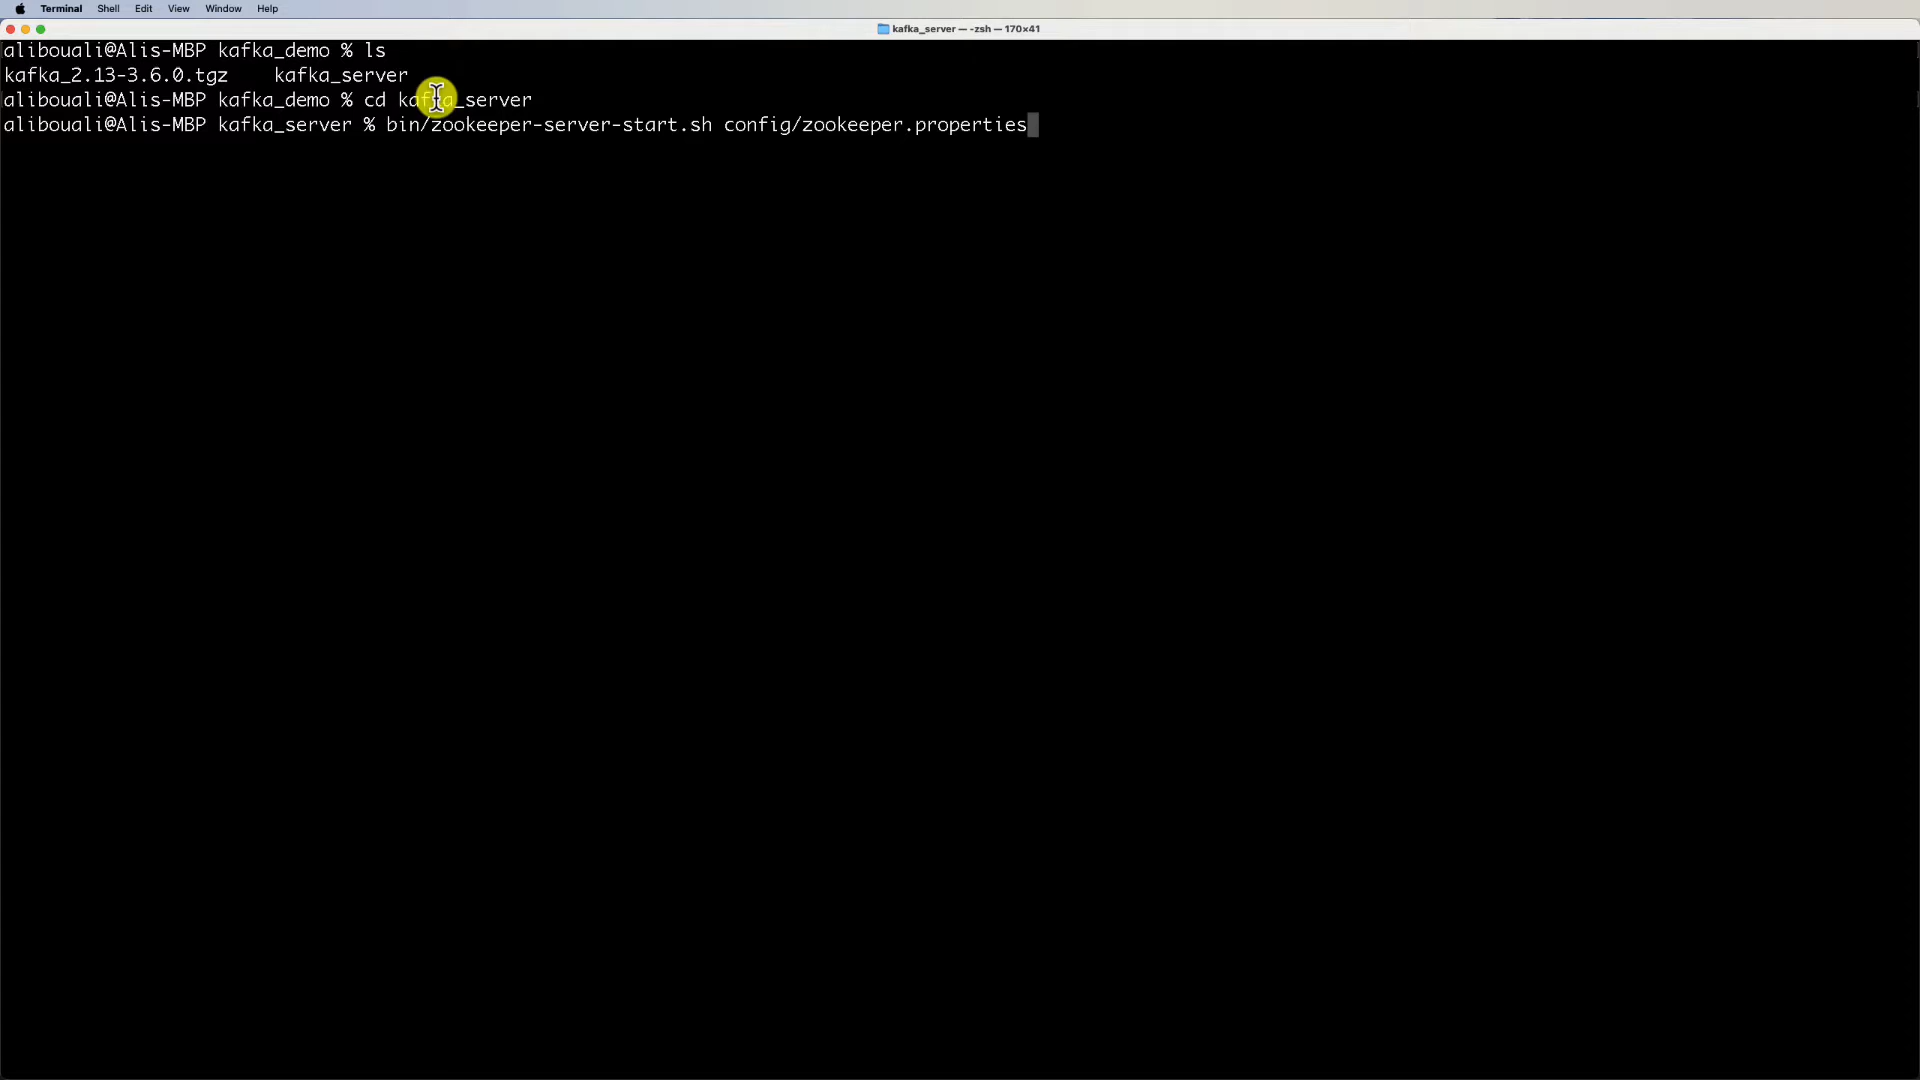 Terminal Shell Edit View Window Help
kafka_server — -zsh — 170×41
alibouali@Alis-MBP kafka_demo % ls
kafka_2.13-3.6.0.tgz    kafka_server
alibouali@Alis-MBP kafka_demo % cd kafka_server
alibouali@Alis-MBP kafka_server % bin/zookeeper-server-start.sh config/zookeeper.properties